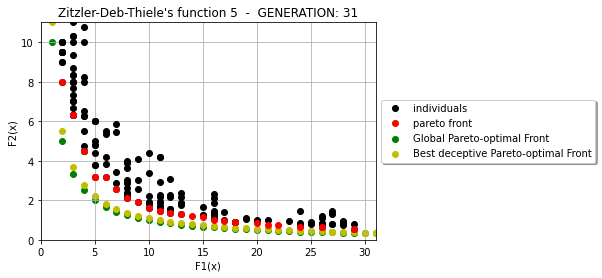 Zitzler-Deb-Thiele's function 5 - GENERATION: 31
10
8
6
4
2
0
F2(x)
0 5 10 15 20 25 30
F1(x)
individuals
pareto front
Global Pareto-optimal Front
Best deceptive Pareto-optimal Front